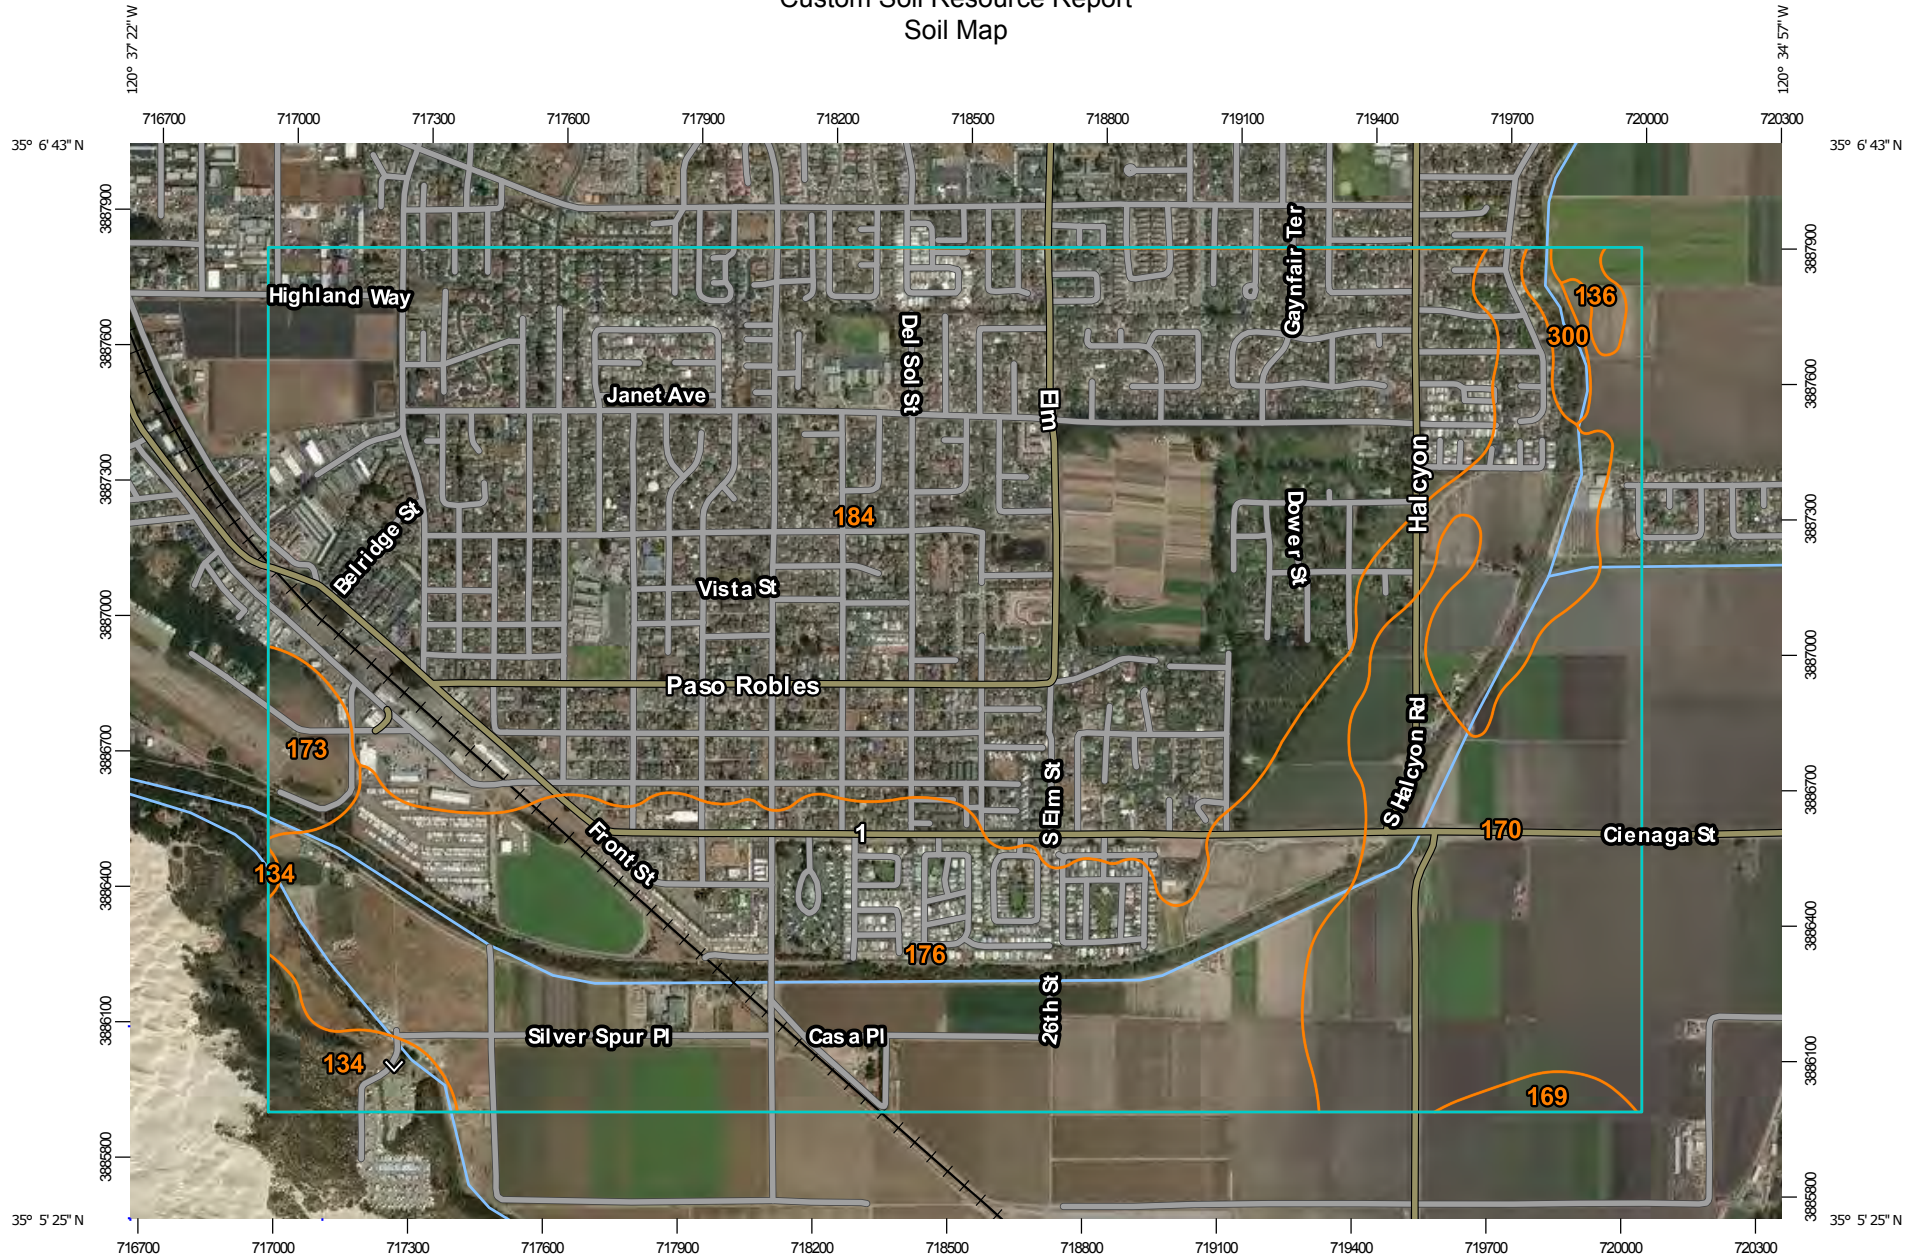 Custom Soil Resource Report
Soil Map
120° 37' 22" W
120° 34' 57" W
716700 717000 717300 717600 717900 718200 718500 718800 719100 719400 719700 720000 720300
35° 6' 43" N
35° 6' 43" N
3887900
3887900
Highland Way
Gaynfair Ter
136
300
3887600
3887600
Del Sol St
Janet Ave
Elm
Halcyon
3887300
3887300
184
Belridge St
Dower St
Vista St
3887000
3887000
Paso Robles
173
3886700
3886700
S Elm St
S Halcyon Rd
Front St
1
170
Cienaga St
134
3886400
3886400
176
26th St
3886100
3886100
Silver Spur Pl
Casa Pl
134
169
3885800
3885800
35° 5' 25" N
35° 5' 25" N
716700 717000 717300 717600 717900 718200 718500 718800 719100 719400 719700 720000 720300